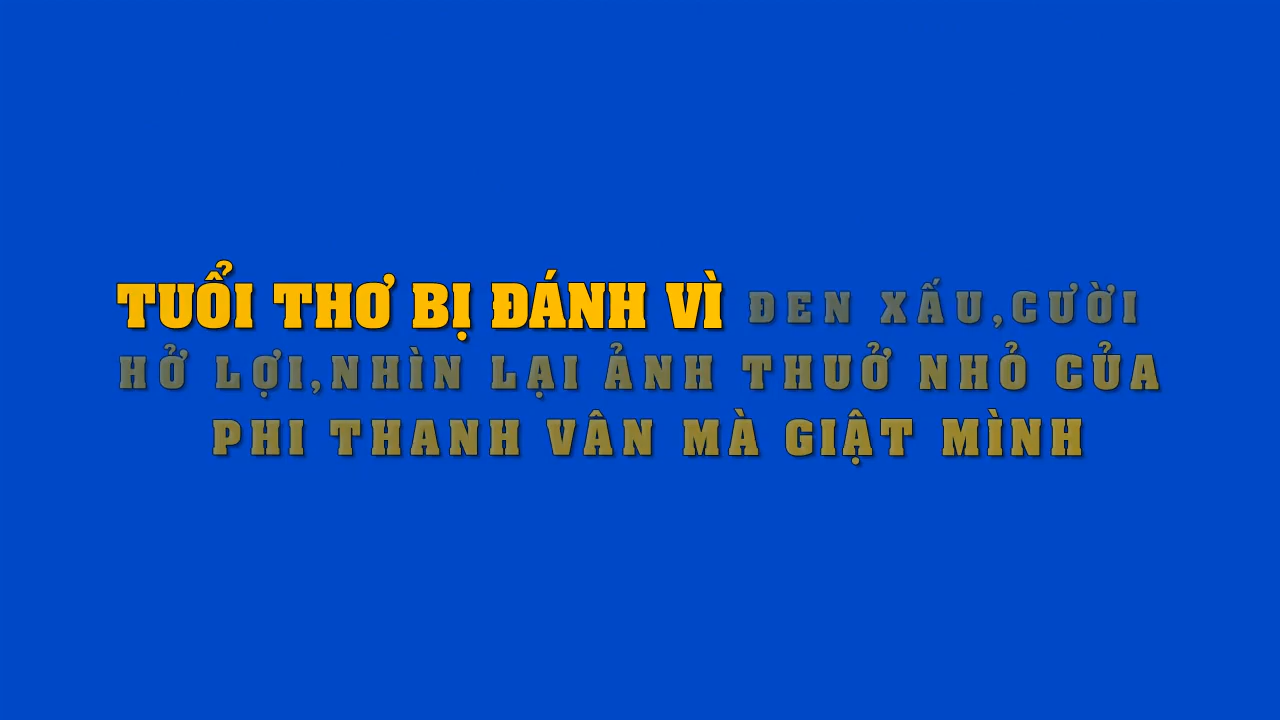 TUỔI THƠ BỊ ĐÁNH VÌ ĐEN XẤU,CƯỜI
HỞ LỢI,NHÌN LẠI ẢNH THUỞ NHỎ CỦA
PHI THANH VÂN MÀ GIẬT MÌNH